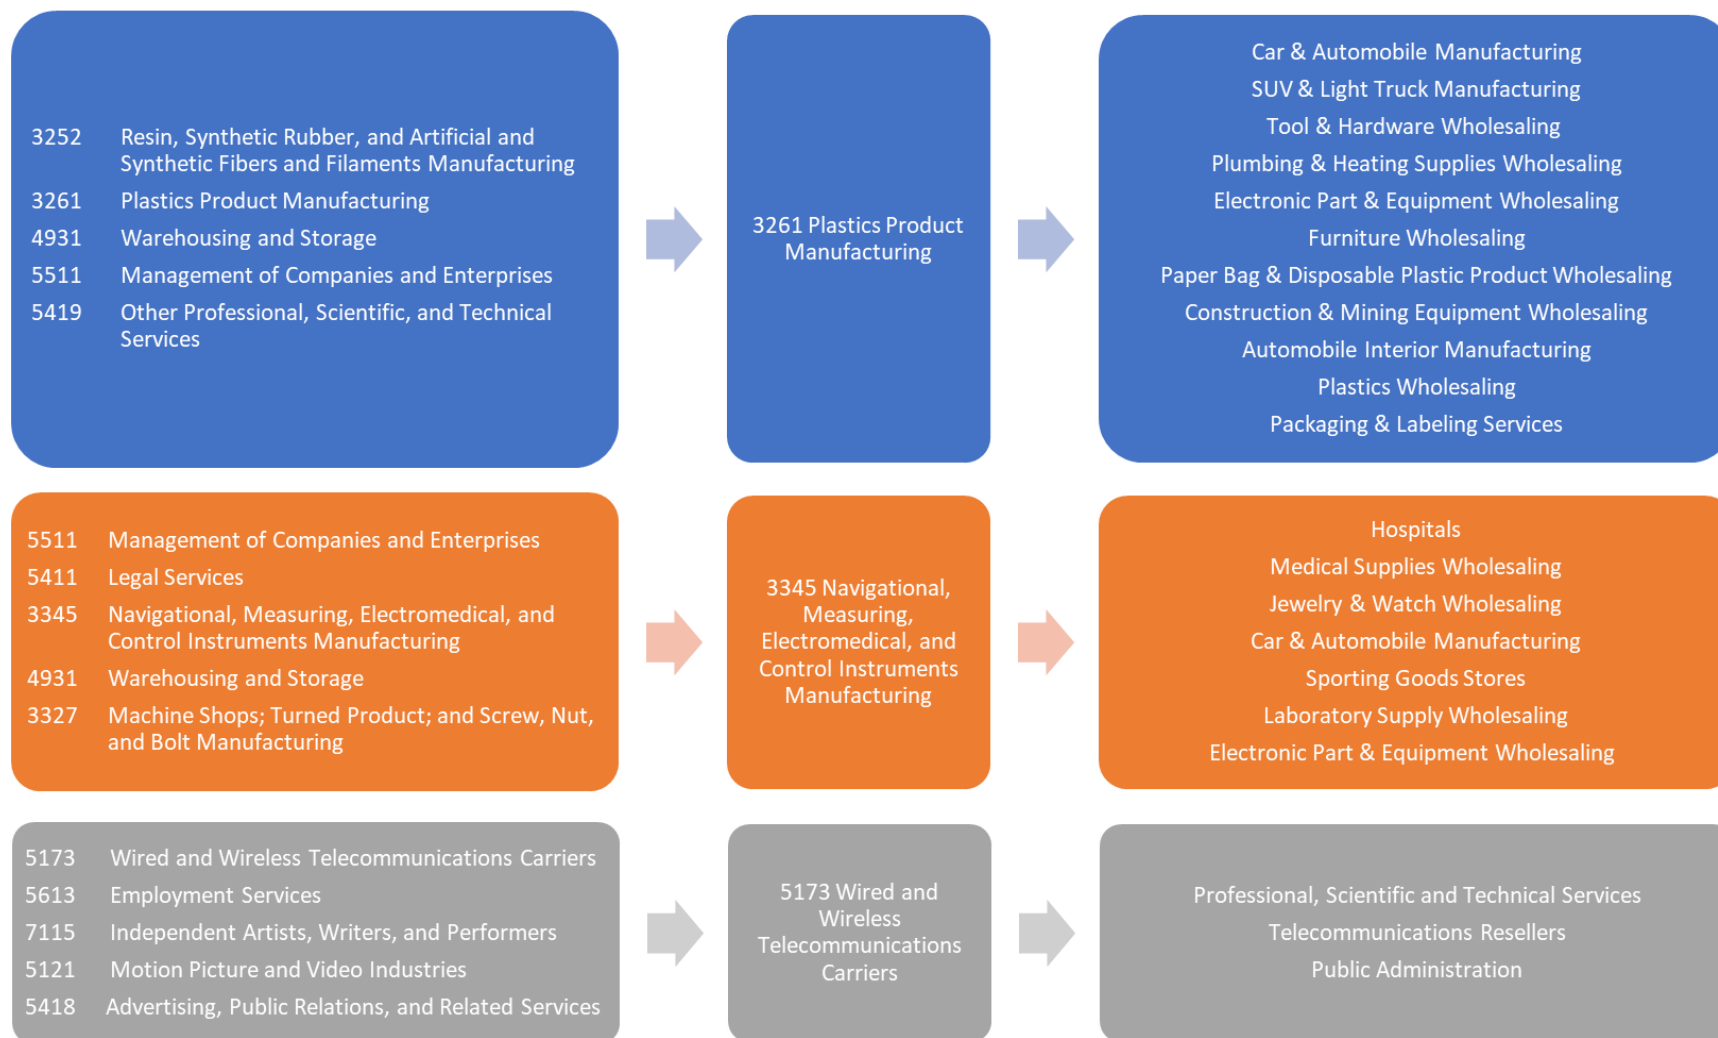 3252 Resin, Synthetic Rubber, and Artificial and
Synthetic Fibers and Filaments Manufacturing
3261 Plastics Product Manufacturing
4931 Warehousing and Storage
5511 Management of Companies and Enterprises
5419 Other Professional, Scientific, and Technical
Services
3261 Plastics Product
Manufacturing
Car & Automobile Manufacturing
SUV & Light Truck Manufacturing
Tool & Hardware Wholesaling
Plumbing & Heating Supplies Wholesaling
Electronic Part & Equipment Wholesaling
Furniture Wholesaling
Paper Bag & Disposable Plastic Product Wholesaling
Construction & Mining Equipment Wholesaling
Automobile Interior Manufacturing
Plastics Wholesaling
Packaging & Labeling Services
5511 Management of Companies and Enterprises
5411 Legal Services
3345 Navigational, Measuring, Electromedical, and
Control Instruments Manufacturing
4931 Warehousing and Storage
3327 Machine Shops; Turned Product; and Screw, Nut,
and Bolt Manufacturing
3345 Navigational,
Measuring,
Electromedical, and
Control Instruments
Manufacturing
Hospitals
Medical Supplies Wholesaling
Jewelry & Watch Wholesaling
Car & Automobile Manufacturing
Sporting Goods Stores
Laboratory Supply Wholesaling
Electronic Part & Equipment Wholesaling
5173 Wired and Wireless Telecommunications Carriers
5613 Employment Services
7115 Independent Artists, Writers, and Performers
5121 Motion Picture and Video Industries
5418 Advertising, Public Relations, and Related Services
5173 Wired and
Wireless
Telecommunications
Carriers
Professional, Scientific and Technical Services
Telecommunications Resellers
Public Administration